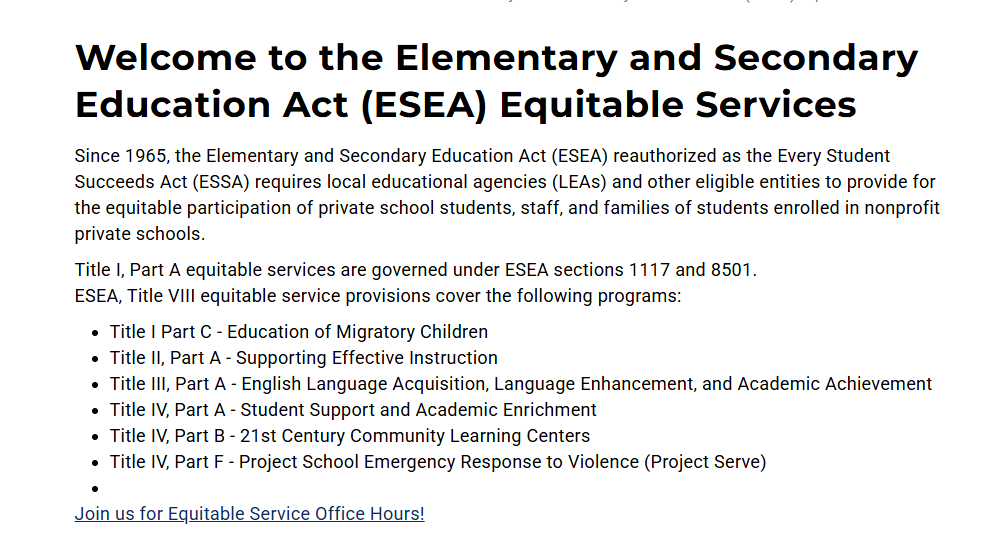 Welcome to the Elementary and Secondary
Education Act (ESEA) Equitable Services
Since 1965, the Elementary and Secondary Education Act (ESEA) reauthorized as the Every Student
Succeeds Act (ESSA) requires local educational agencies (LEAs) and other eligible entities to provide for
the equitable participation of private school students, staff, and families of students enrolled in nonprofit
private schools.
Title I, Part A equitable services are governed under ESEA sections 1117 and 8501.
ESEA, Title VIII equitable service provisions cover the following programs:
• Title I Part C - Education of Migratory Children
• Title II, Part A - Supporting Effective Instruction
• Title III, Part A - English Language Acquisition, Language Enhancement, and Academic Achievement
• Title IV, Part A - Student Support and Academic Enrichment
• Title IV, Part B - 21st Century Community Learning Centers
• Title IV, Part F - Project School Emergency Response to Violence (Project Serve)
•
Join us for Equitable Service Office Hours!